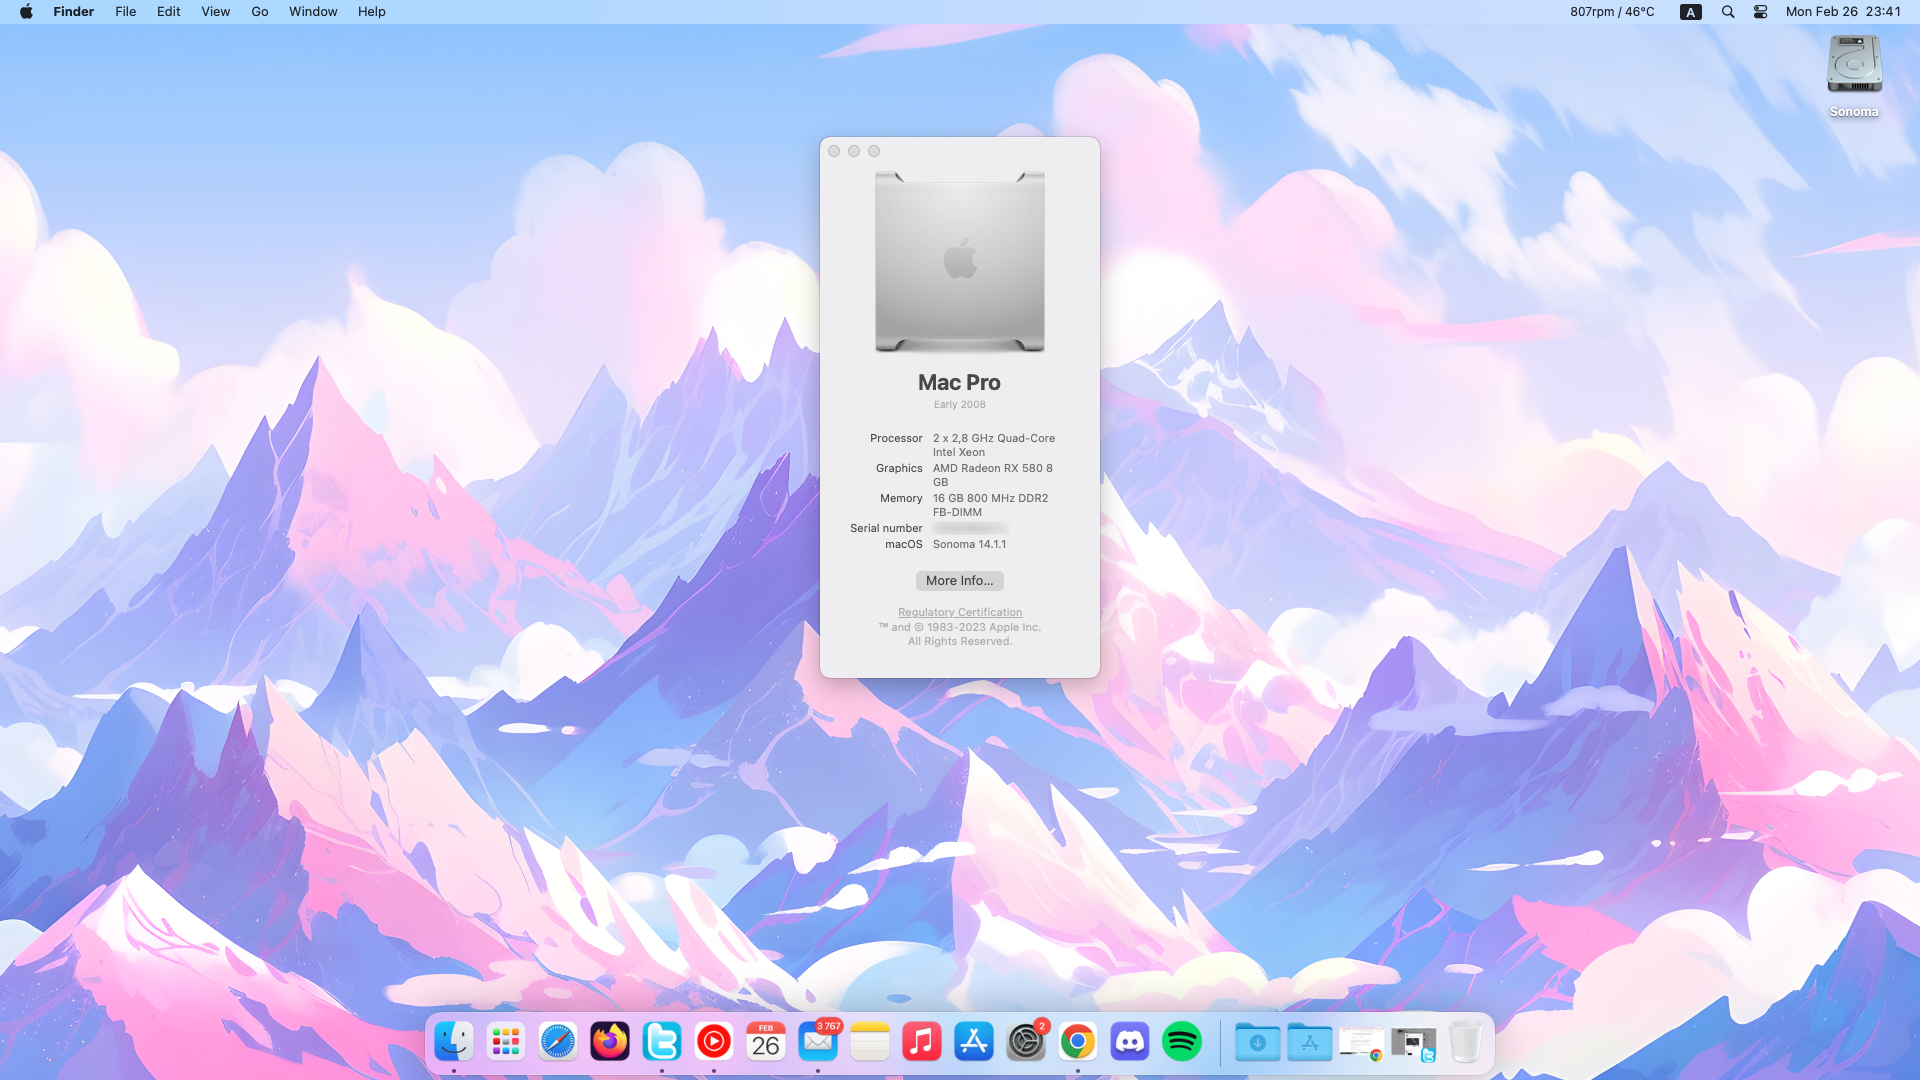 Finder File Edit View Go Window Help
807rpm / 46°C A Mon Feb 26 23:41
Sonoma
Mac Pro
Early 2008
Processor 2 x 2,8 GHz Quad-Core
Intel Xeon
Graphics AMD Radeon RX 580 8
GB
Memory 16 GB 800 MHz DDR2
FB-DIMM
Serial number
macOS Sonoma 14.1.1
More Info...
Regulatory Certification
™ and © 1983-2023 Apple Inc.
All Rights Reserved.
FEB
26
3 767
2